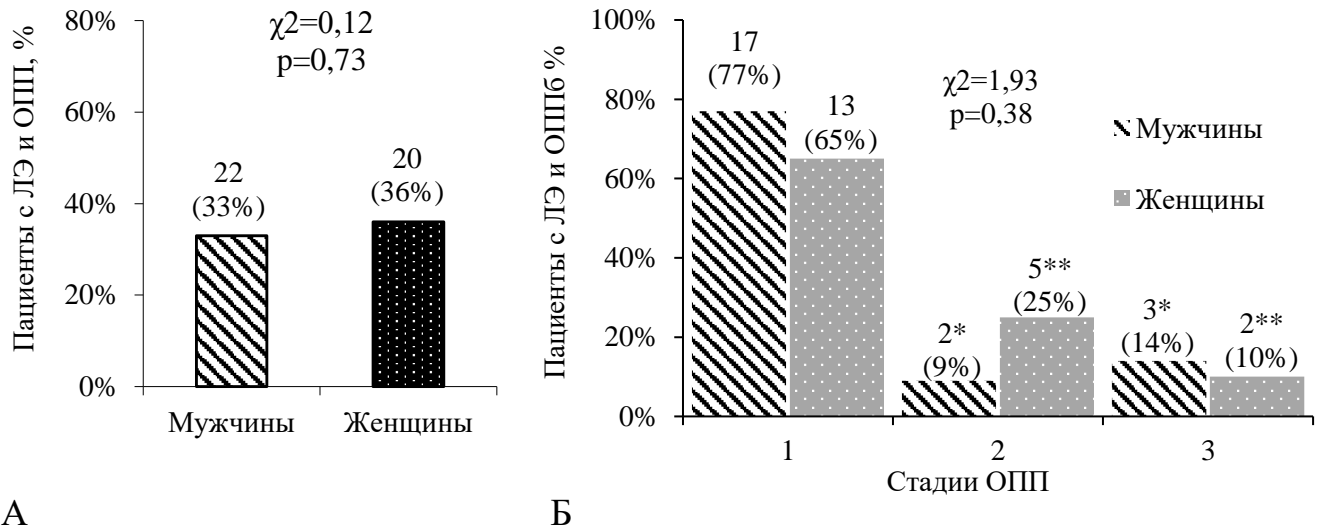 Пациенты с ЛЭ и ОПП, %
80%
60%
40%
20%
0%
χ2=0,12
p=0,73
22
(33%)
20
(36%)
Мужчины
Женщины
А
Пациенты с ЛЭ и ОППб %
100%
80%
60%
40%
20%
0%
17
(77%)
13
(65%)
χ2=1,93
p=0,38
2*
(9%)
5**
(25%)
3*
(14%)
2**
(10%)
Мужчины
Женщины
1
2
3
Стадии ОПП
Б